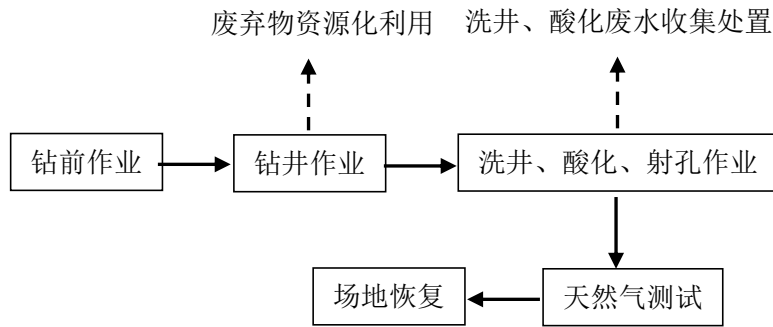 废弃物资源化利用
洗井、酸化废水收集处置
钻前作业
钻井作业
洗井、酸化、射孔作业
场地恢复
天然气测试